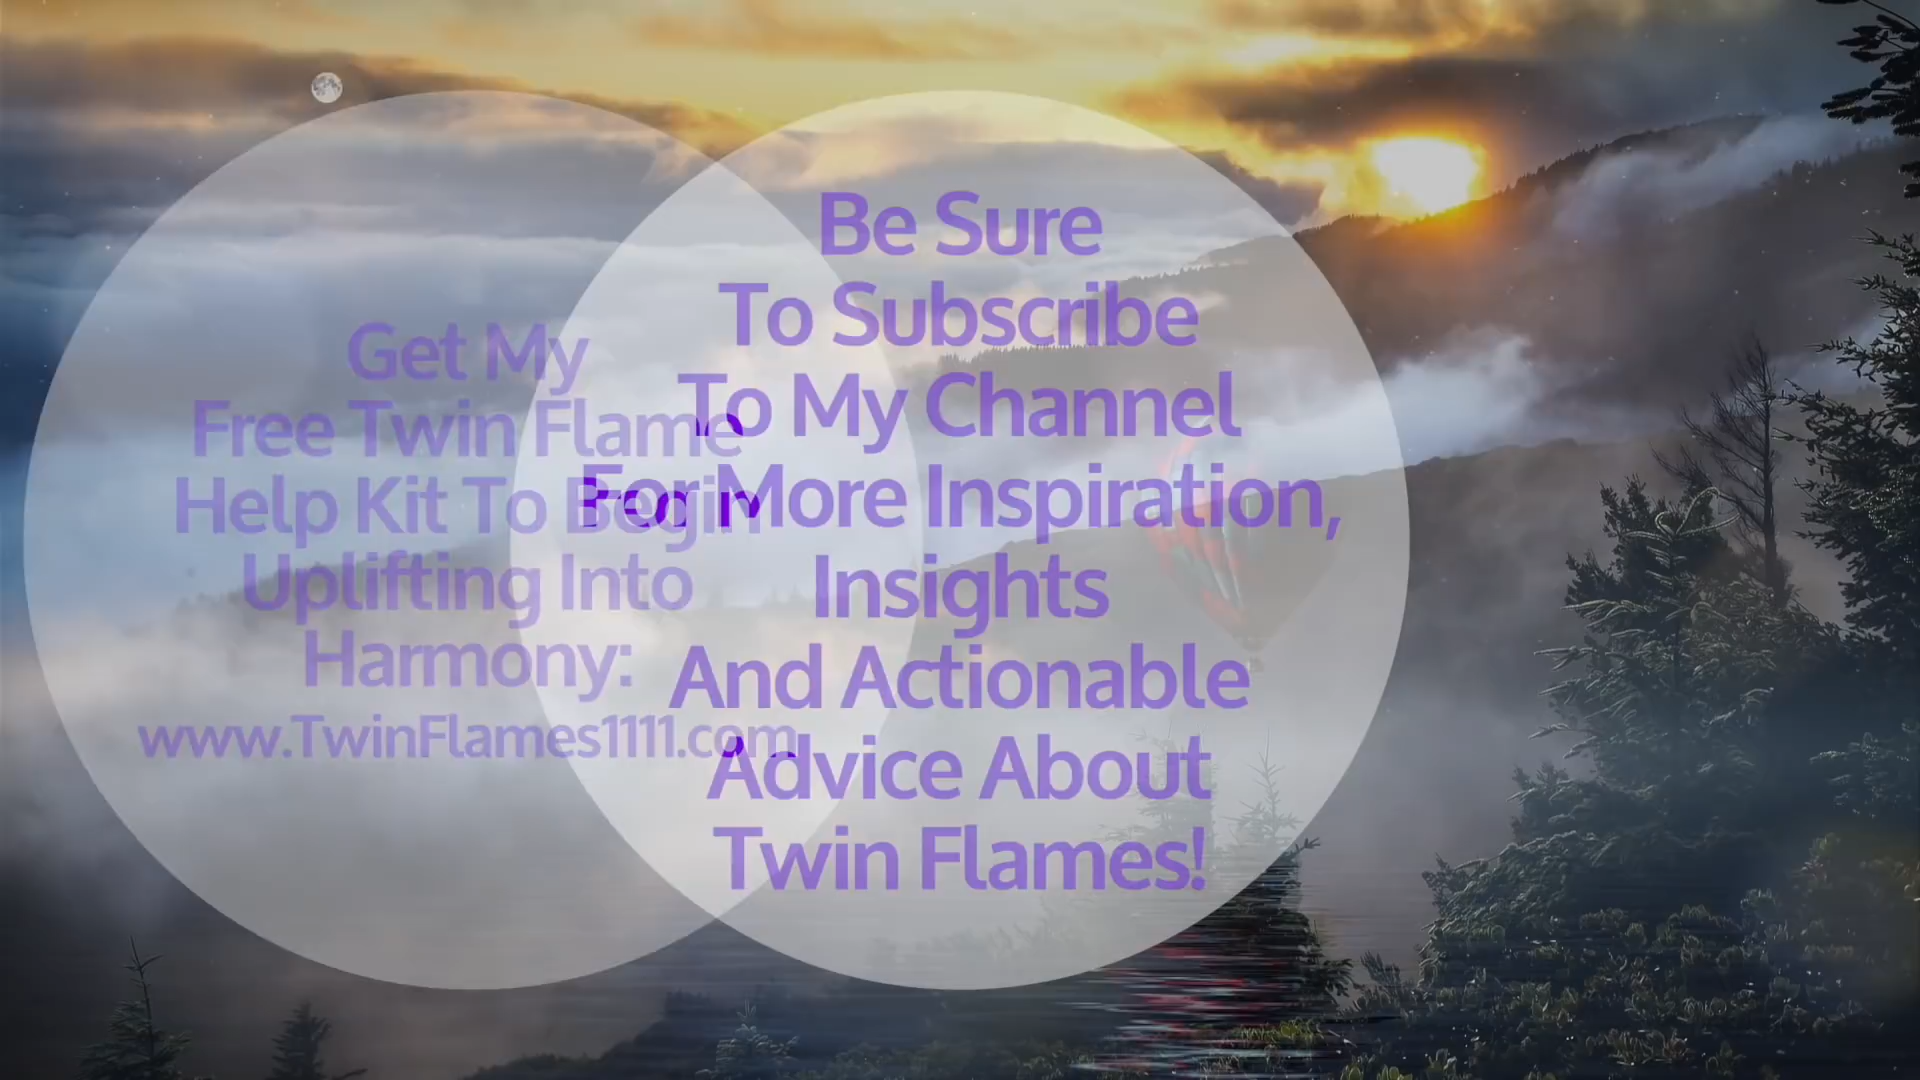 Get My
Free Twin Flame
Help Kit To Begin
Uplifting Into
Harmony:
www.TwinFlames1111.com
Be Sure
To Subscribe
To My Channel
For More Inspiration,
Insights
And Actionable
Advice About
Twin Flames!